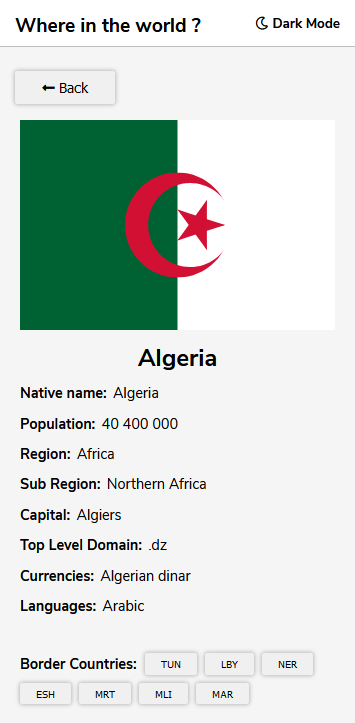 Where in the world ? Dark Mode
Back
Algeria
Native name: Algeria
Population: 40 400 000
Region: Africa
Sub Region: Northern Africa
Capital: Algiers
Top Level Domain: .dz
Currencies: Algerian dinar
Languages: Arabic
Border Countries: TUN LBY NER
ESH MRT MLI MAR